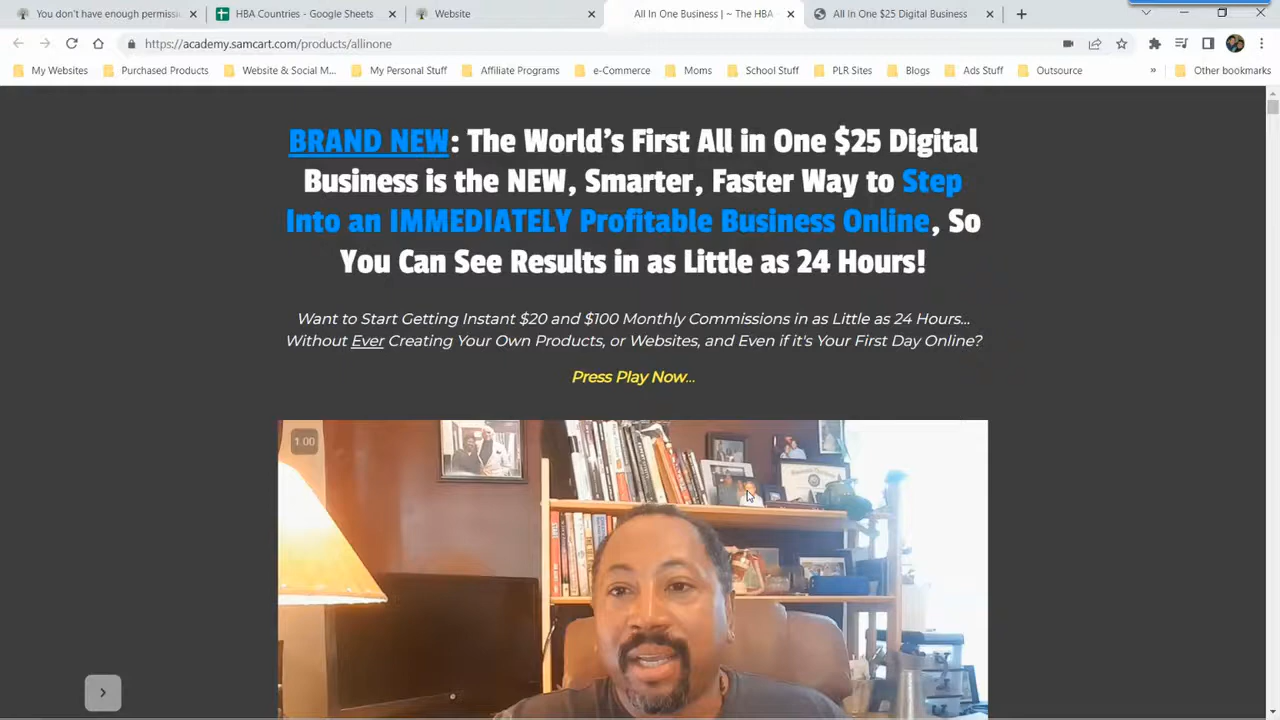 You don't have enough permissi
HBA Countries - Google Sheets
Website
All In One Business | ~ The HBA
All In One $25 Digital Business
https://academy.samcart.com/products/allinone
My Websites
Purchased Products
Website & Social M...
My Personal Stuff
Affiliate Programs
e-Commerce
Moms
School Stuff
PLR Sites
Blogs
Ads Stuff
Outsource
»
Other bookmarks
BRAND NEW: The World's First All in One $25 Digital
Business is the NEW, Smarter, Faster Way to Step
Into an IMMEDIATELY Profitable Business Online, So
You Can See Results in as Little as 24 Hours!
Want to Start Getting Instant $20 and $100 Monthly Commissions in as Little as 24 Hours...
Without Ever Creating Your Own Products, or Websites, and Even if it's Your First Day Online?
Press Play Now...
1.00